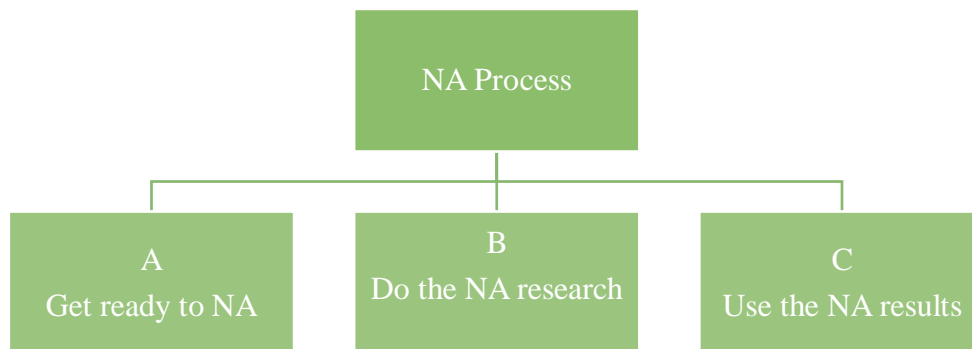 NA Process
A
Get ready to NA
B
Do the NA research
C
Use the NA results